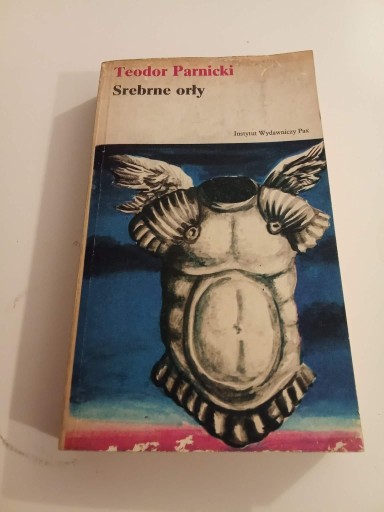 Teodor Parnicki
Srebrne orły
Instytut Wydawniczy Pax